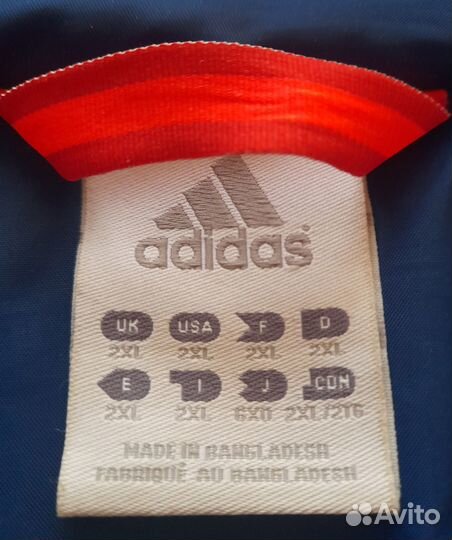 adidas®
UK USA F D
2XL 2XL 2XL 2XL
E I J CDN
2XL 2XL 6XO 2XL/2TG
MADE IN BANGLADESH
FABRIQUÉ AU BANGLADESH
Avito